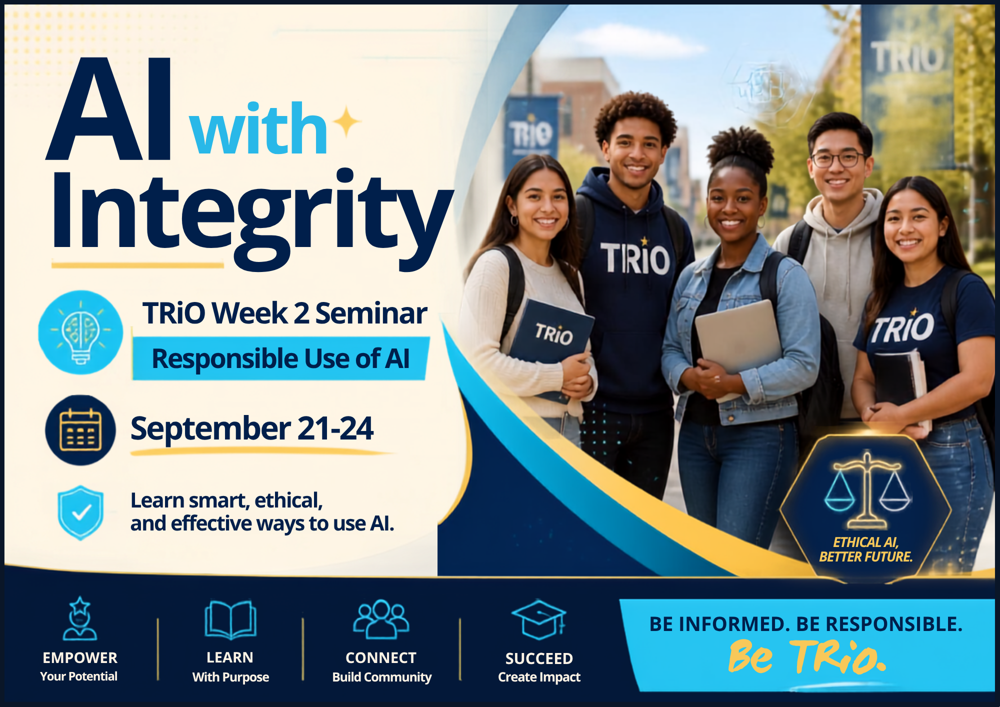 AI with
Integrity
TRiO Week 2 Seminar
Responsible Use of AI
September 21-24
Learn smart, ethical,
and effective ways to use AI.
TRIO
TRiO
TRiO
TRiO
TRiO
ETHICAL AI,
BETTER FUTURE.
EMPOWER
Your Potential
LEARN
With Purpose
CONNECT
Build Community
SUCCEED
Create Impact
BE INFORMED. BE RESPONSIBLE.
Be TRiO.